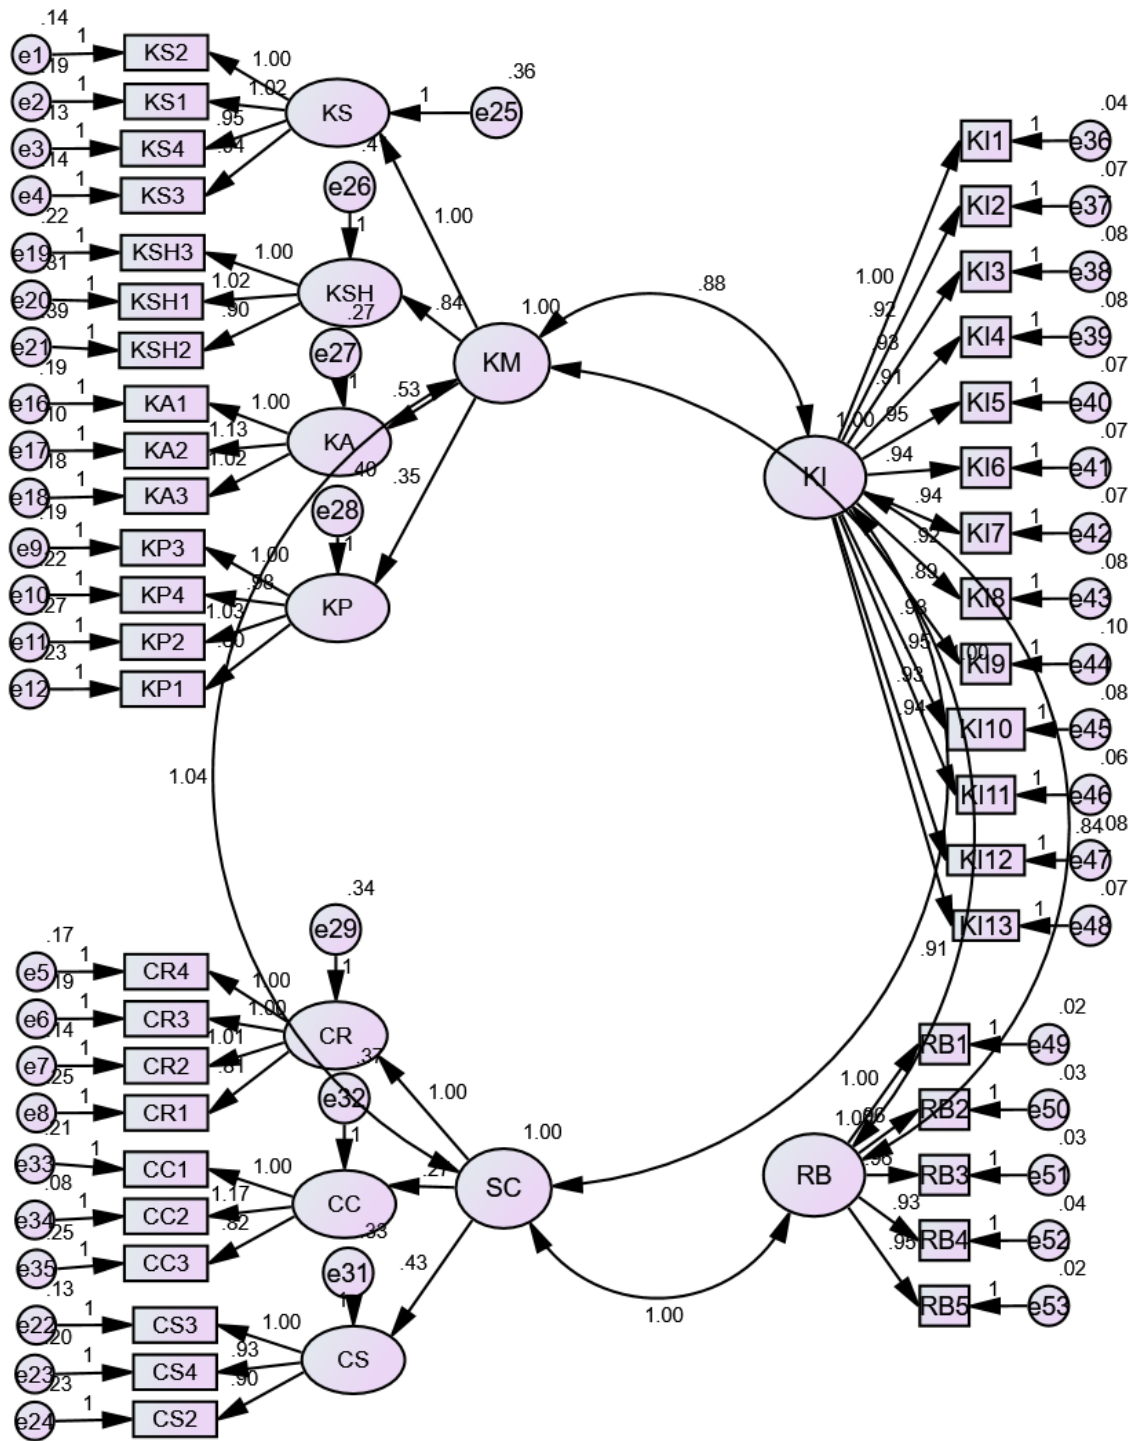 .14
e1 1 KS2 1.00
.19
e2 1 KS1 1.02
.13
e3 1 KS4 .95
.14
e4 1 KS3 .94
KS 1 e25 .36
.22
e19 1 KSH3 1.00
.31
e20 1 KSH1 1.02
.39
e21 1 KSH2 .90
.4
e26 1 KSH
.19
e16 1 KA1 1.00
.10
e17 1 KA2 1.13
.18
e18 1 KA3 1.02
.27
e27 1 KA
.19
e9 1 KP3 1.00
.22
e10 1 KP4 .98
.27
e11 1 KP2 1.03
.23
e12 1 KP1
.40
e28 1 KP
1.00
.84
.53
.35
1.00
KM
.88
1.04
.17
e5 1 CR4 1.00
.19
e6 1 CR3 1.00
.14
e7 1 CR2 1.01
.25
e8 1 CR1 .81
.34
e29 1 CR
.21
e33 1 CC1 1.00
.08
e34 1 CC2 1.17
.25
e35 1 CC3 .82
.37
e32 1 CC
.13
e22 1 CS3 1.00
.20
e23 1 CS4 .93
.23
e24 1 CS2 .90
.33
e31 1 CS
1.00
.27
.43
1.00
SC
1.00
KI
1.00
1.00 KI1 1 e36 .04
.92 KI2 1 e37 .07
.93 KI3 1 e38 .08
.91 KI4 1 e39 .08
.95 KI5 1 e40 .07
.94 KI6 1 e41 .07
.94 KI7 1 e42 .07
.92 KI8 1 e43 .08
.89 KI9 1 e44 .10
.93 KI10 1 e45 .08
.95 KI11 1 e46 .06
.93 KI12 1 e47 .08
.94 KI13 1 e48 .07
1.00
.84
.91
RB
1.00
1.00 RB1 1 e49 .02
.96 RB2 1 e50 .03
.96 RB3 1 e51 .03
.93 RB4 1 e52 .04
.95 RB5 1 e53 .02